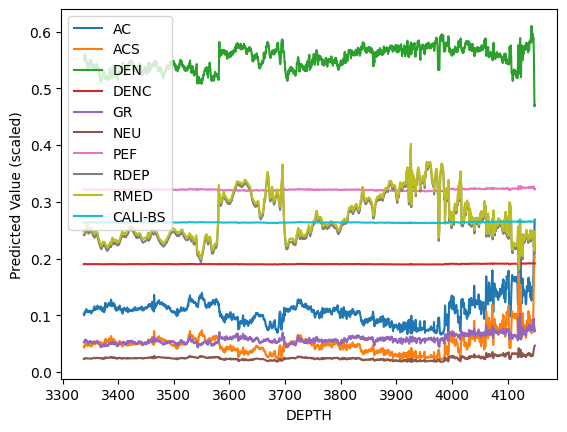 AC
ACS
DEN
DENC
GR
NEU
PEF
RDEP
RMED
CALI-BS
Predicted Value (scaled)
0.6
0.5
0.4
0.3
0.2
0.1
0.0
3300 3400 3500 3600 3700 3800 3900 4000 4100
DEPTH